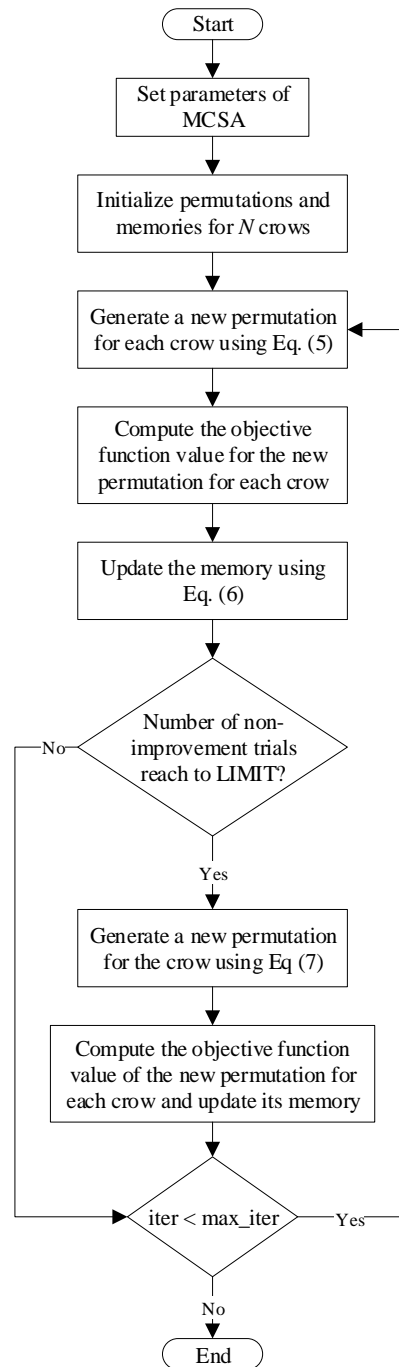 Start
Set parameters of
MCSA
Initialize permutations and
memories for N crows
Generate a new permutation
for each crow using Eq. (5)
Compute the objective
function value for the new
permutation for each crow
Update the memory using
Eq. (6)
Number of non-
improvement trials
reach to LIMIT?
No
Yes
Generate a new permutation
for the crow using Eq (7)
Compute the objective function
value of the new permutation for
each crow and update its memory
iter < max_iter
Yes
No
End